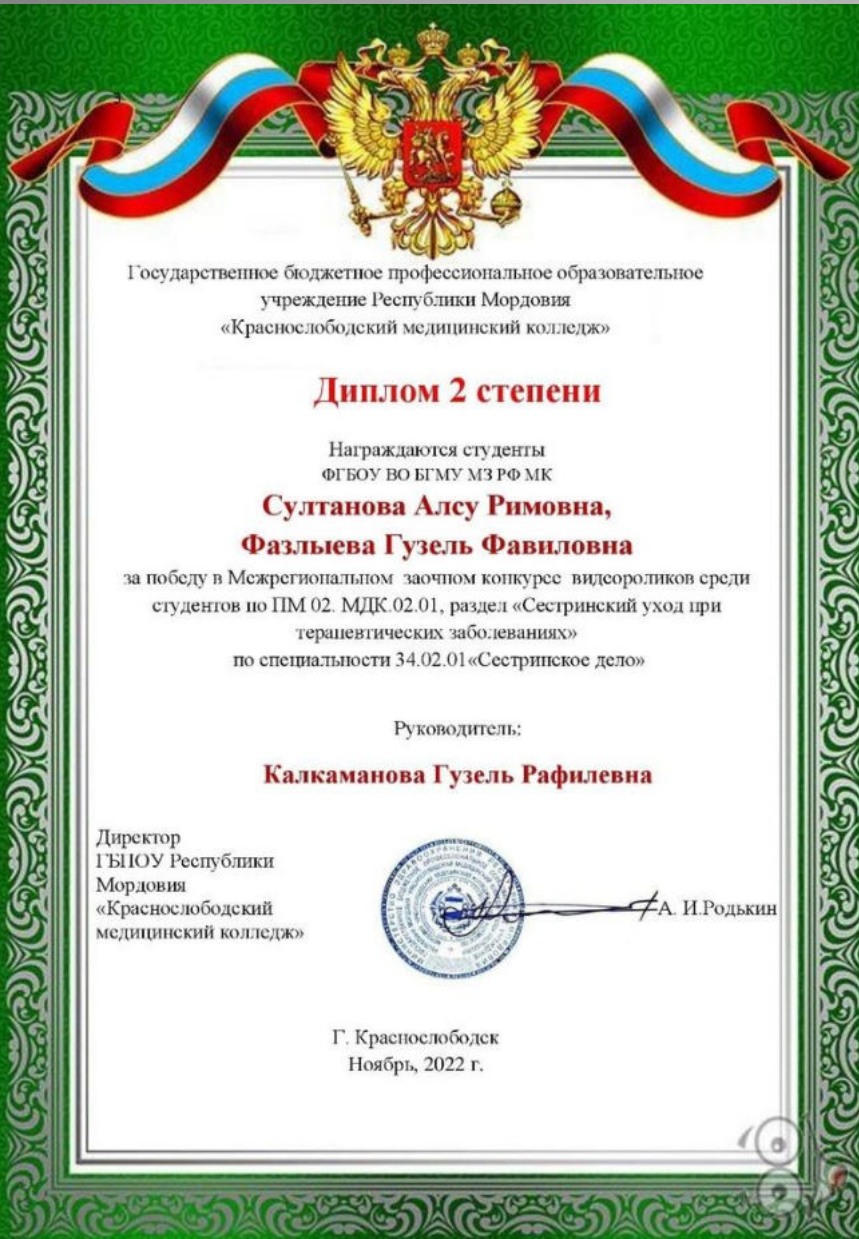 Государственное бюджетное профессиональное образовательное
учреждение Республики Мордовия
«Краснослободский медицинский колледж»
Диплом 2 степени
Награждаются студенты
ФГБОУ ВО БГМУ МЗ РФ МК
Султанова Алсу Римовна,
Фазлыева Гузель Фавиловна
за победу в Межрегиональном заочном конкурсе видеороликов среди
студентов по ПМ 02. МДК.02.01, раздел «Сестринский уход при
терапевтических заболеваниях»
по специальности 34.02.01«Сестринское дело»
Руководитель:
Калкаманова Гузель Рафилевна
Директор
ГБПОУ Республики
Мордовия
«Краснослободский
медицинский колледж»
А. И.Родькин
Г. Краснослободск
Ноябрь, 2022 г.